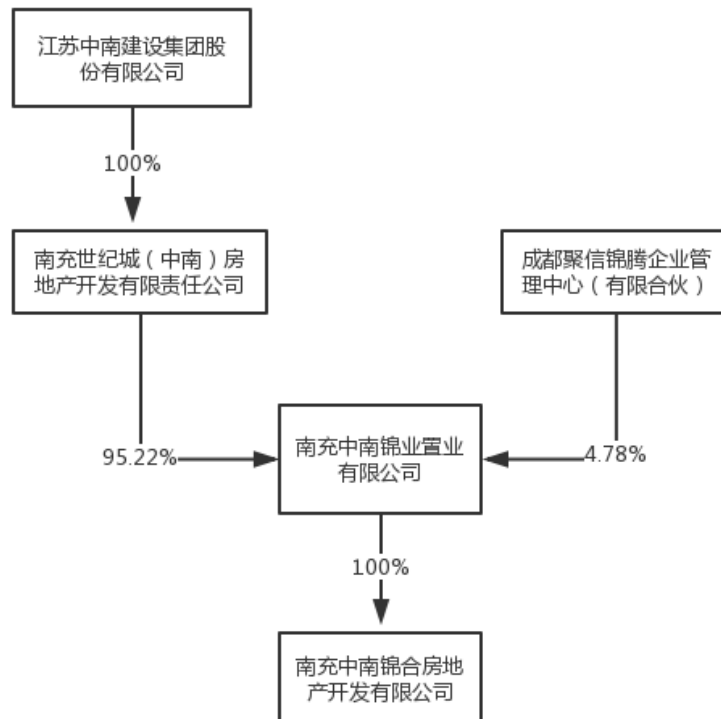 江苏中南建设集团股
份有限公司
100%
南充世纪城（中南）房
地产开发有限责任公司
成都聚信锦腾企业管
理中心（有限合伙）
95.22%
南充中南锦业置业
有限公司
4.78%
100%
南充中南锦合房地
产开发有限公司